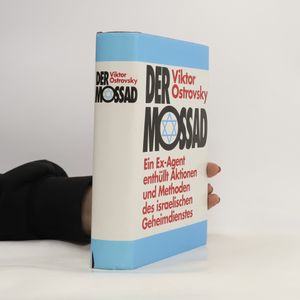 Viktor
Ostrovsky
DER
MOSSAD
Viktor
Ostrovsky
DER
MOSSAD
Ein Ex-Agent
enthüllt Aktionen
und Methoden
des israelischen
Geheimdienstes